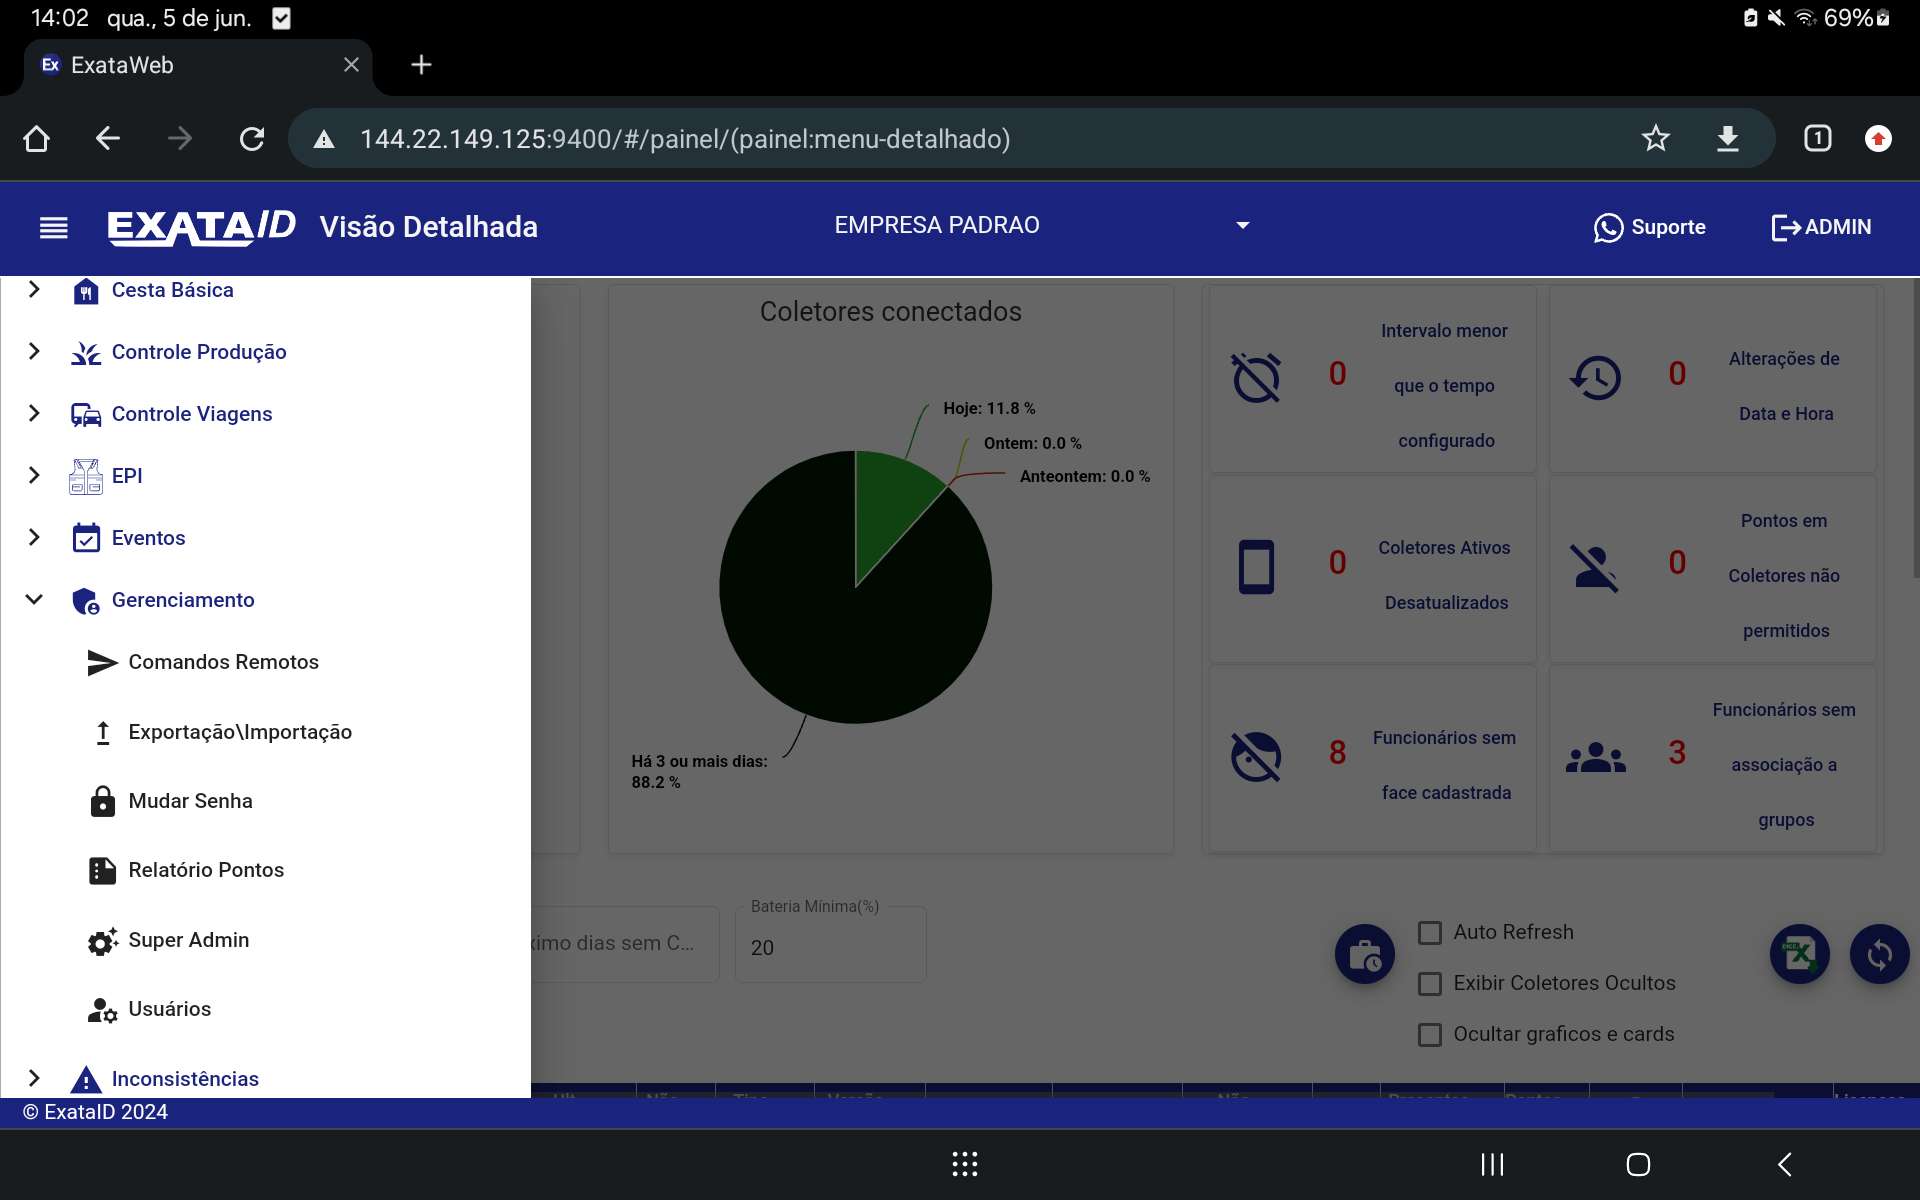 14:02 qua., 5 de jun.
69%
Ex ExataWeb
144.22.149.125:9400/#/painel/(painel:menu-detalhado)
1
EXATAID Visão Detalhada
EMPRESA PADRAO
Suporte
ADMIN
Cesta Básica
Controle Produção
Controle Viagens
EPI
Eventos
Gerenciamento
Comandos Remotos
Exportação\Importação
Mudar Senha
Relatório Pontos
Super Admin
Usuários
Inconsistências
Coletores conectados
Hoje: 11.8 %
Ontem: 0.0 %
Anteontem: 0.0 %
Há 3 ou mais dias:
88.2 %
0
Intervalo menor
que o tempo
configurado
0
Alterações de
Data e Hora
0
Coletores Ativos
Desatualizados
0
Pontos em
Coletores não
permitidos
8
Funcionários sem
face cadastrada
3
Funcionários sem
associação a
grupos
dias sem C...
Bateria Mínima(%)
20
Auto Refresh
Exibir Coletores Ocultos
Ocultar graficos e cards
© ExataID 2024